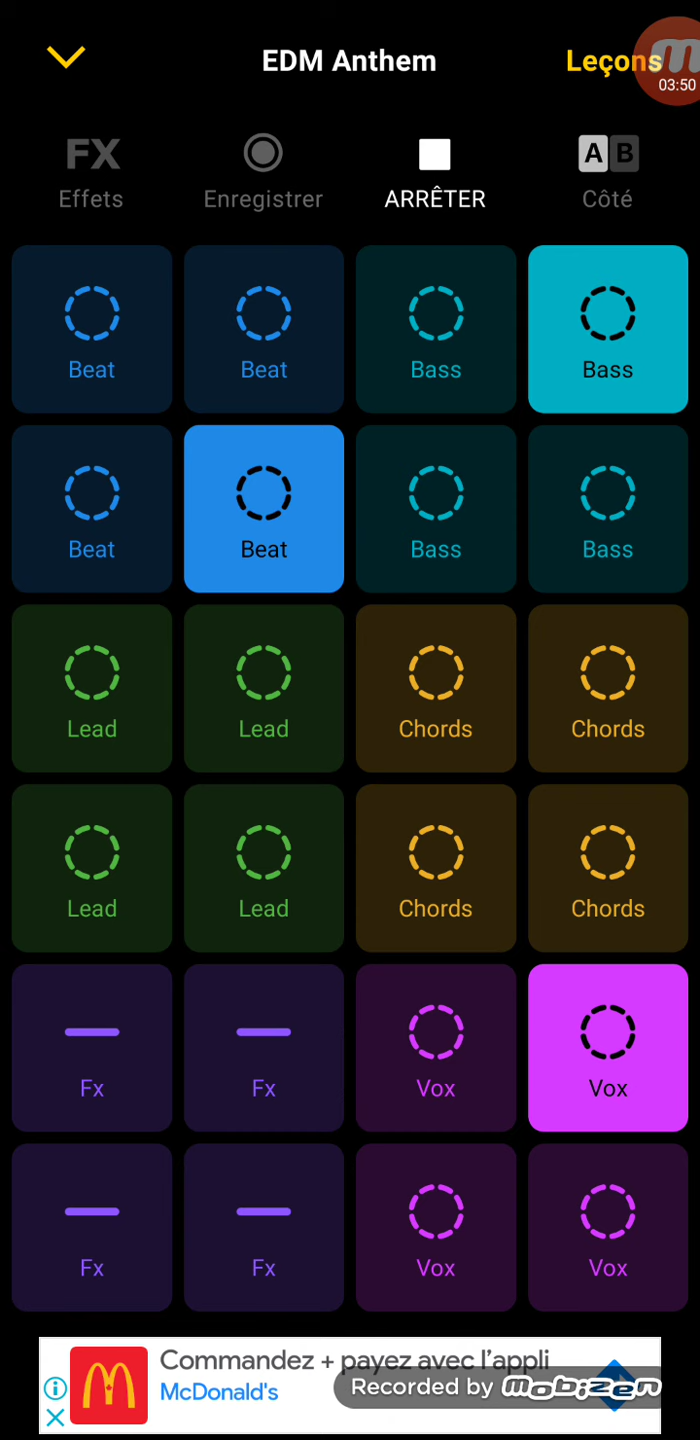 EDM Anthem
Leçons
03:50
FX
A B
Effets
Enregistrer
ARRÊTER
Côté
Beat
Beat
Bass
Bass
Beat
Beat
Bass
Bass
Lead
Lead
Chords
Chords
Lead
Lead
Chords
Chords
Fx
Fx
Vox
Vox
Fx
Fx
Vox
Vox
Commandez + payez avec l'appli
McDonald's
Recorded by mobizen